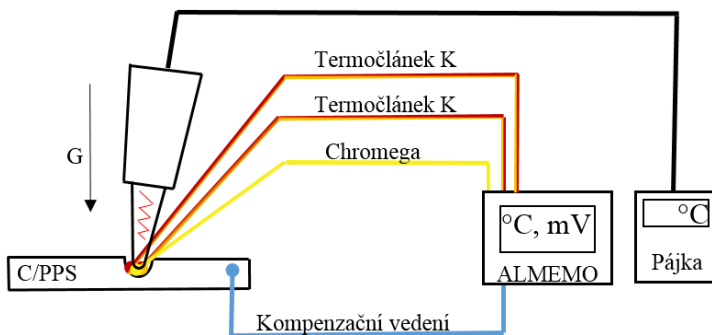 Termočlánek K
Termočlánek K
Chromega
G
°C, mV
ALMEMO
°C
Pájka
C/PPS
Kompenzační vedení